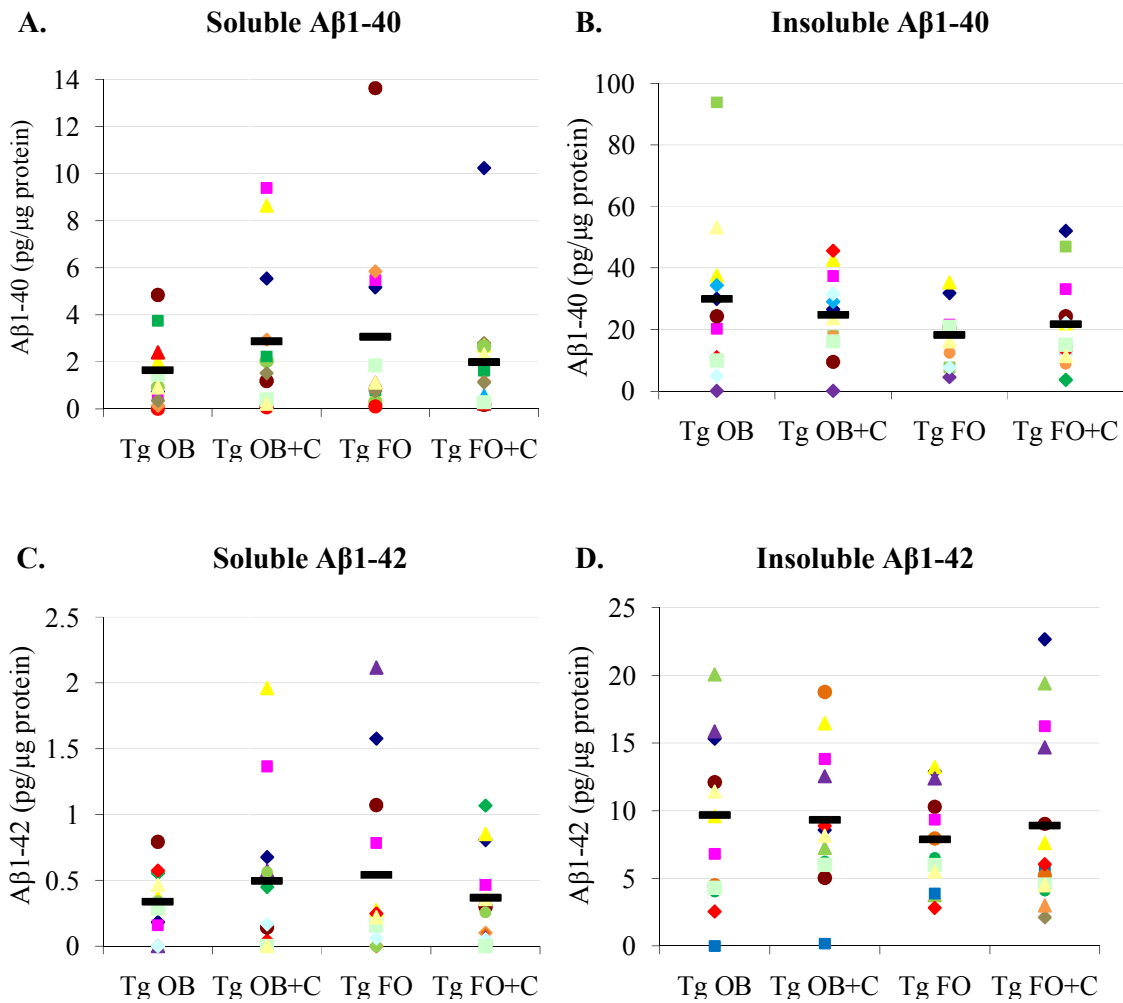 A.
Soluble Aβ1-40
Aβ1-40 (pg/µg protein)
14
12
10
8
6
4
2
0
Tg OB
Tg OB+C
Tg FO
Tg FO+C
B.
Insoluble Aβ1-40
Aβ1-40 (pg/µg protein)
100
80
60
40
20
0
Tg OB
Tg OB+C
Tg FO
Tg FO+C
C.
Soluble Aβ1-42
Aβ1-42 (pg/µg protein)
2.5
2
1.5
1
0.5
0
Tg OB
Tg OB+C
Tg FO
Tg FO+C
D.
Insoluble Aβ1-42
Aβ1-42 (pg/µg protein)
25
20
15
10
5
0
Tg OB
Tg OB+C
Tg FO
Tg FO+C